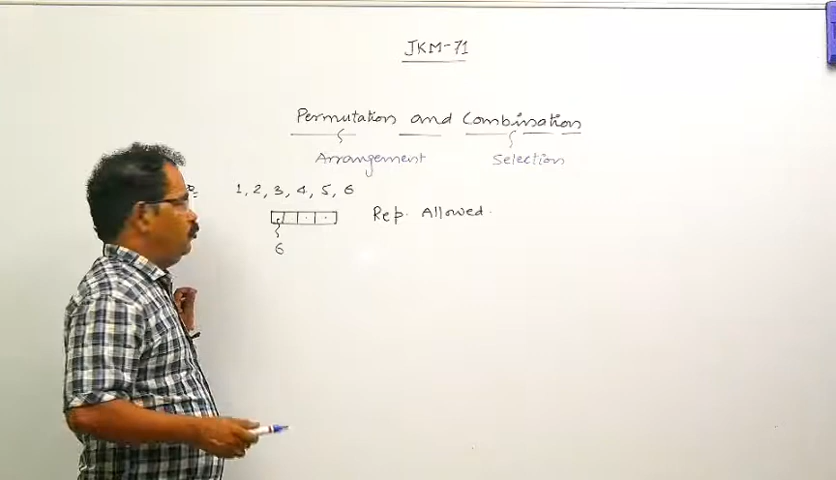 JKM-71
Permutation and Combination
Arrangement Selection
1, 2, 3, 4, 5, 6
Rep. Allowed.
6